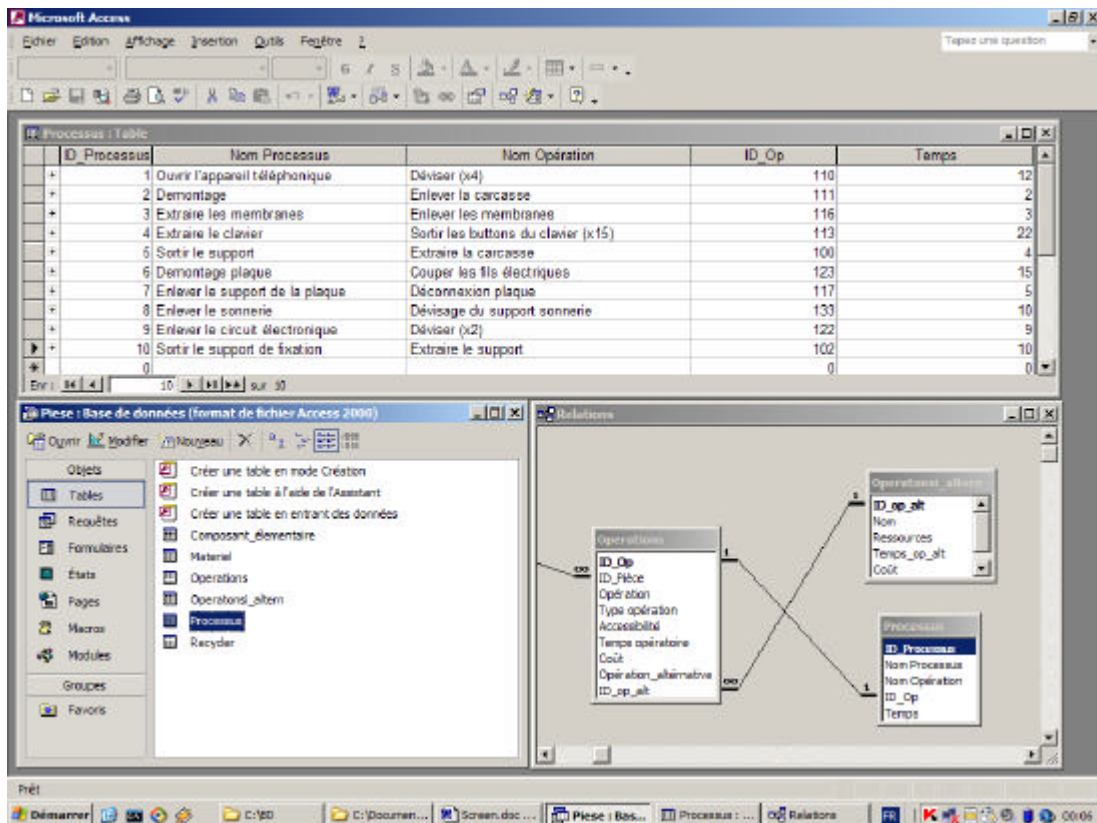 Microsoft Access
Fichier Edition Affichage Insertion Outils Fenêtre ?
Tapez une question
G I S
Processus : Table
ID_Processus Nom Processus Nom Opération ID_Op Temps
1 Ouvrir l'appareil téléphonique Déviser (x4) 110 12
2 Demontage Enlever la carcasse 111 2
3 Extraire les membranes Enlever les membranes 116 3
4 Extraire le clavier Sortir les buttons du clavier (x15) 113 22
5 Sortir le support Extraire la carcasse 100 4
6 Demontage plaque Couper les fils électriques 123 15
7 Enlever le support de la plaque Déconnexion plaque 117 5
8 Enlever le sonnerie Dévisage du support sonnerie 133 10
9 Enlever le circuit électronique Déviser (x2) 122 9
10 Sortir le support de fixation Extraire le support 102 10
0 0 0
Enr : 10 sur 10
Piese : Base de données (format de fichier Access 2000)
Ouvrir Modifier Nouveau
Objets
Tables
Requêtes
Formulaires
États
Pages
Macros
Modules
Groupes
Favoris
Créer une table en mode Création
Créer une table à l'aide de l'Assistant
Créer une table en entrant des données
Composant_élementaire
Materiel
Operations
Operatonsi_altern
Processus
Recycler
Relations
Operations
ID_Op
ID_Pièce
Opération
Type opération
Accessibilité
Temps opératoire
Coût
Opération_altérnative
ID_op_alt
1
∞
∞
1
1
Operatonsi_altern
ID_op_alt
Nom
Ressources
Temps_op_alt
Coût
Processus
ID_Processus
Nom Processus
Nom Opération
ID_Op
Temps
Prêt
Démarrer C:\BD C:\Documen... Screen.doc ... Piese : Bas... Processus : ... Relations FR 00:06